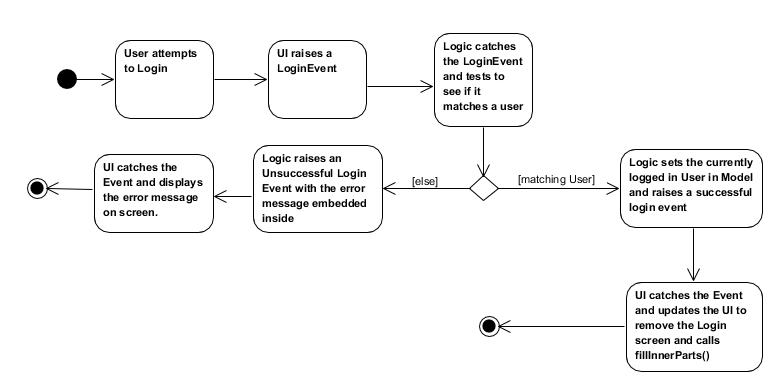 User attempts
to Login
UI raises a
LoginEvent
Logic catches
the LoginEvent
and tests to
see if it
matches a user
[else]
[matching User]
Logic raises an
Unsuccessful Login
Event with the error
message embedded
inside
UI catches the
Event and displays
the error message
on screen.
Logic sets the currently
logged in User in Model
and raises a successful
login event
UI catches the Event
and updates the UI to
remove the Login
screen and calls
fillInnerParts()